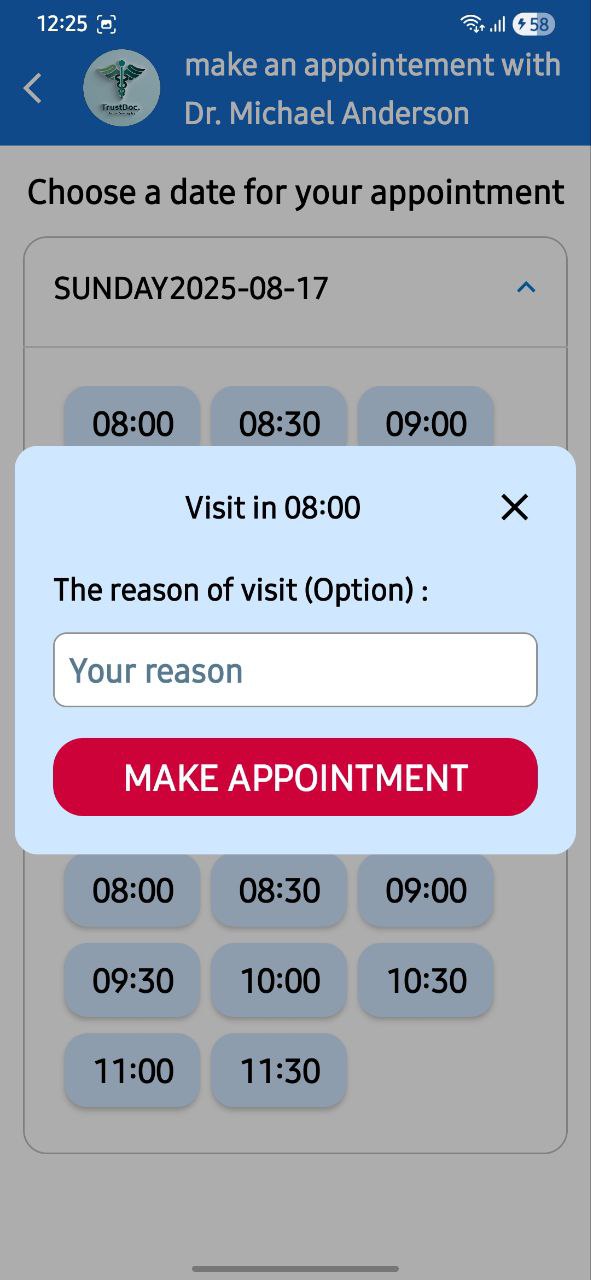 12:25
58
make an appointement with
Dr. Michael Anderson
TrustDoc.
Choose a date for your appointment
SUNDAY2025-08-17
08:00 08:30 09:00
Visit in 08:00
The reason of visit (Option) :
Your reason
MAKE APPOINTMENT
08:00 08:30 09:00
09:30 10:00 10:30
11:00 11:30